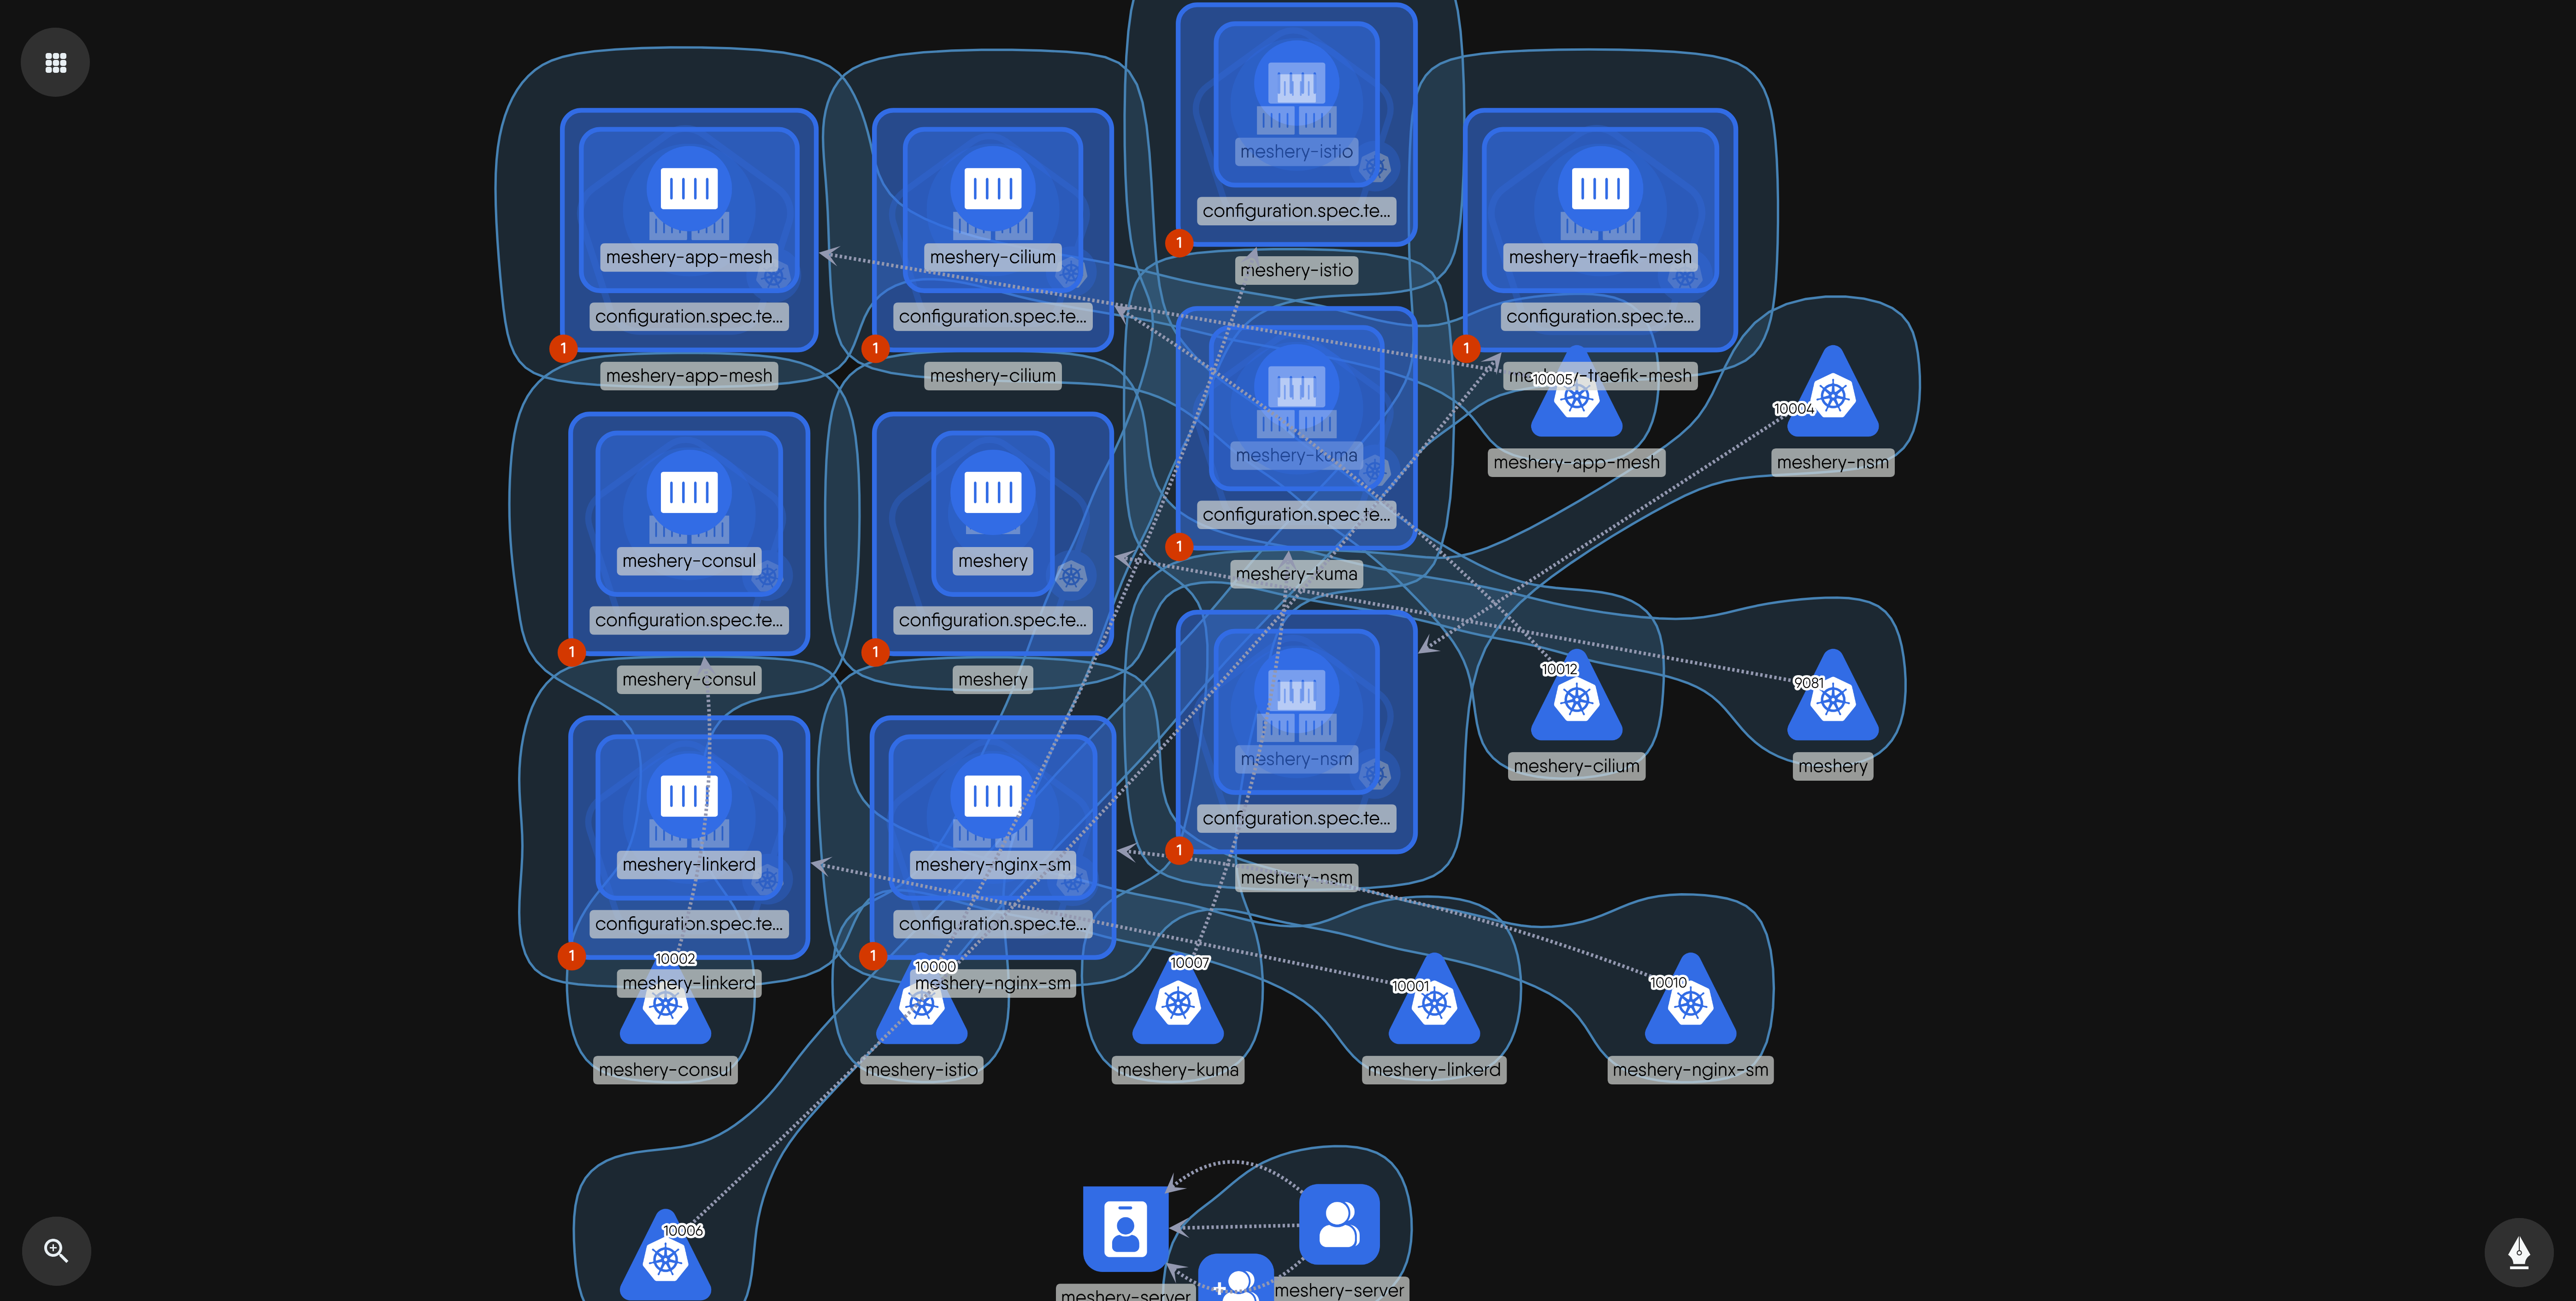 meshery-istio
configuration.spec.te...
1
meshery-istio
meshery-app-mesh
configuration.spec.te...
1
meshery-app-mesh
meshery-cilium
configuration.spec.te...
1
meshery-cilium
meshery-traefik-mesh
configuration.spec.te...
1
meshery-traefik-mesh
10005
meshery-app-mesh
10004
meshery-nsm
meshery-kuma
configuration.spec.te...
1
meshery-kuma
meshery-consul
configuration.spec.te...
1
meshery-consul
meshery
configuration.spec.te...
1
meshery
meshery-nsm
configuration.spec.te...
1
meshery-nsm
10012
meshery-cilium
9081
meshery
meshery-linkerd
configuration.spec.te...
1
meshery-linkerd
meshery-nginx-sm
configuration.spec.te...
1
meshery-nginx-sm
10002
meshery-consul
10000
meshery-istio
10007
meshery-kuma
10001
meshery-linkerd
10010
meshery-nginx-sm
10006
meshery-server
meshery-server